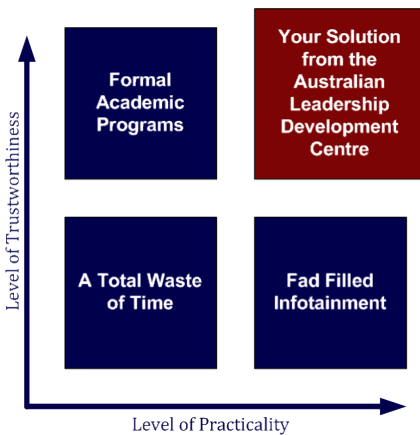 Level of Trustworthiness
Formal
Academic
Programs
Your Solution
from the
Australian
Leadership
Development
Centre
A Total Waste
of Time
Fad Filled
Infotainment
Level of Practicality